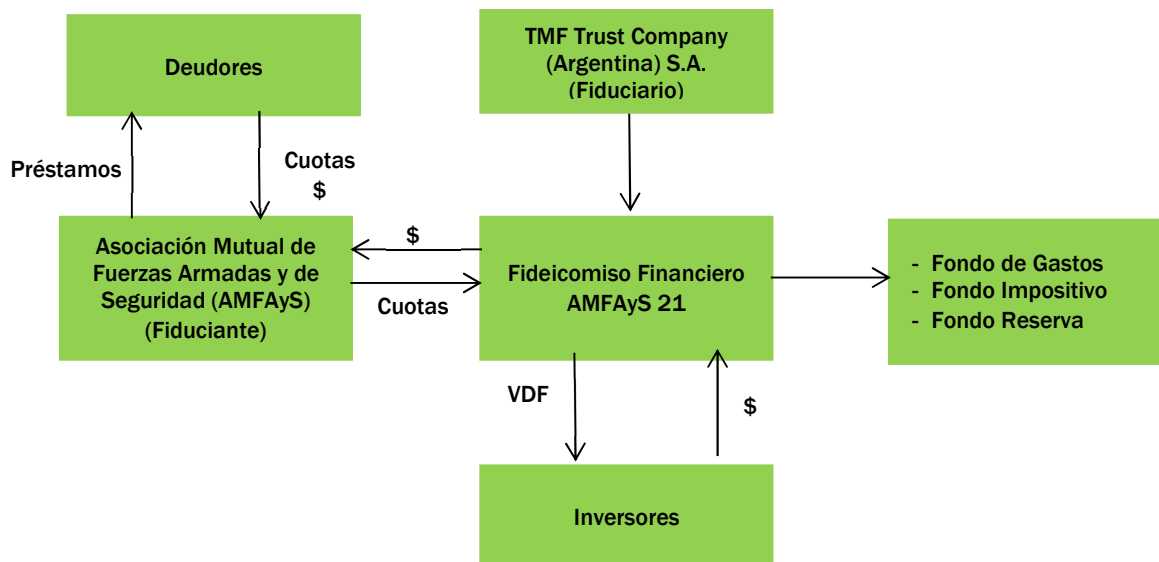 Deudores
TMF Trust Company
(Argentina) S.A.
(Fiduciario)
Préstamos
Cuotas
$
Asociación Mutual de
Fuerzas Armadas y de
Seguridad (AMFAyS)
(Fiduciante)
$
Cuotas
Fideicomiso Financiero
AMFAyS 21
- Fondo de Gastos
- Fondo Impositivo
- Fondo Reserva
VDF
$
Inversores